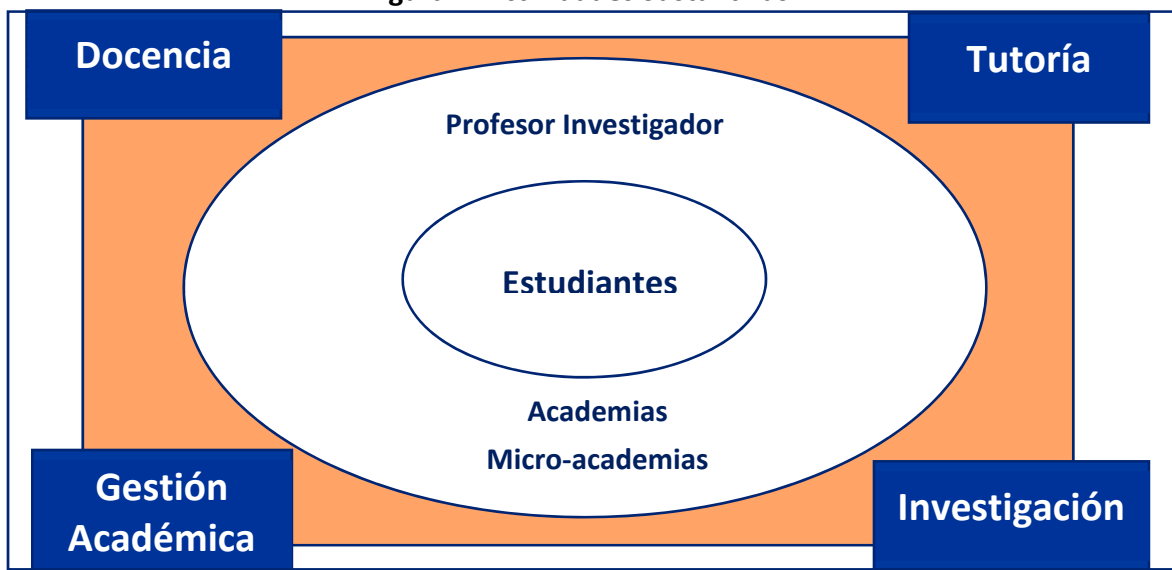 Docencia
Tutoría
Profesor Investigador
Estudiantes
Academias
Micro-academias
Gestión
Académica
Investigación